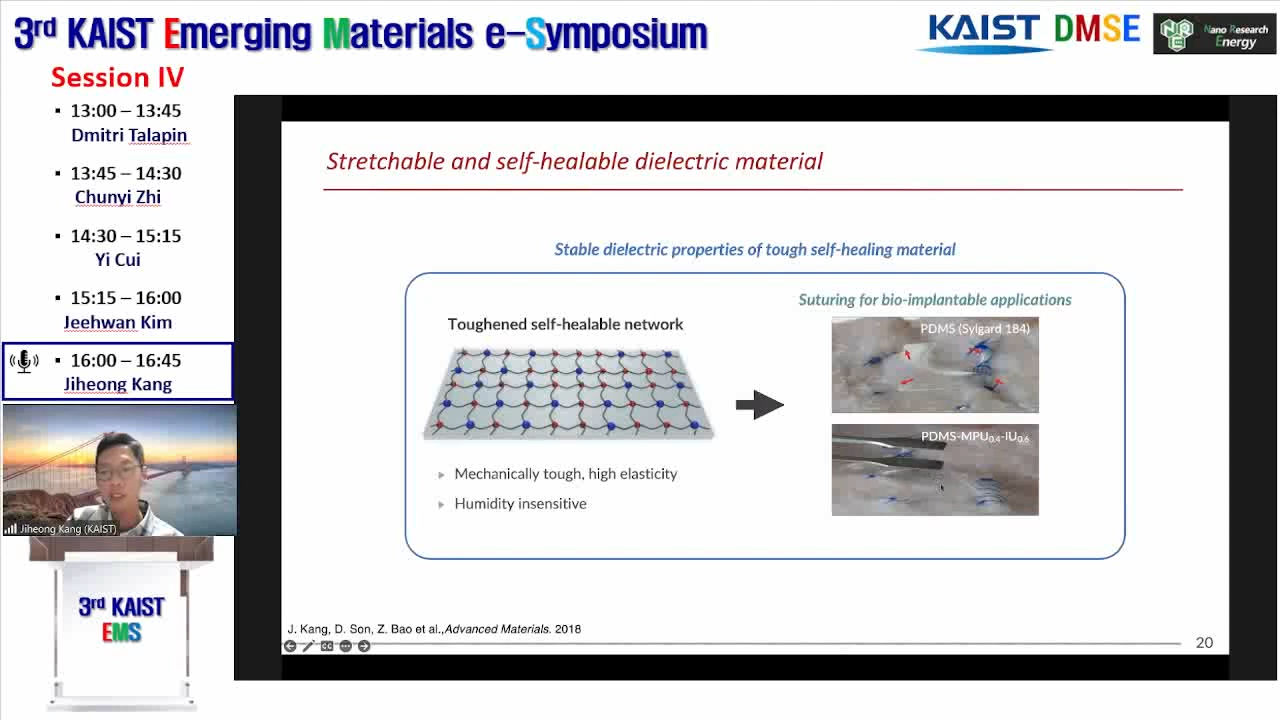 3rd KAIST Emerging Materials e-Symposium
KAIST DMSE
NRE Nano Research Energy
Session IV
▪ 13:00 – 13:45
Dmitri Talapin
▪ 13:45 – 14:30
Chunyi Zhi
▪ 14:30 – 15:15
Yi Cui
▪ 15:15 – 16:00
Jeehwan Kim
▪ 16:00 – 16:45
Jiheong Kang
Jiheong Kang (KAIST)
3rd KAIST
EMS
Stretchable and self-healable dielectric material
Stable dielectric properties of tough self-healing material
Toughened self-healable network
Mechanically tough, high elasticity
Humidity insensitive
Suturing for bio-implantable applications
PDMS (Sylgard 184)
PDMS-MPU0.4-IU0.6
J. Kang, D. Son, Z. Bao et al.,Advanced Materials. 2018
CC
20